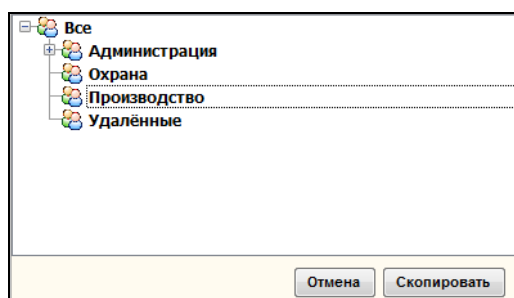 Все
Администрация
Охрана
Производство
Удалённые
Отмена Скопировать